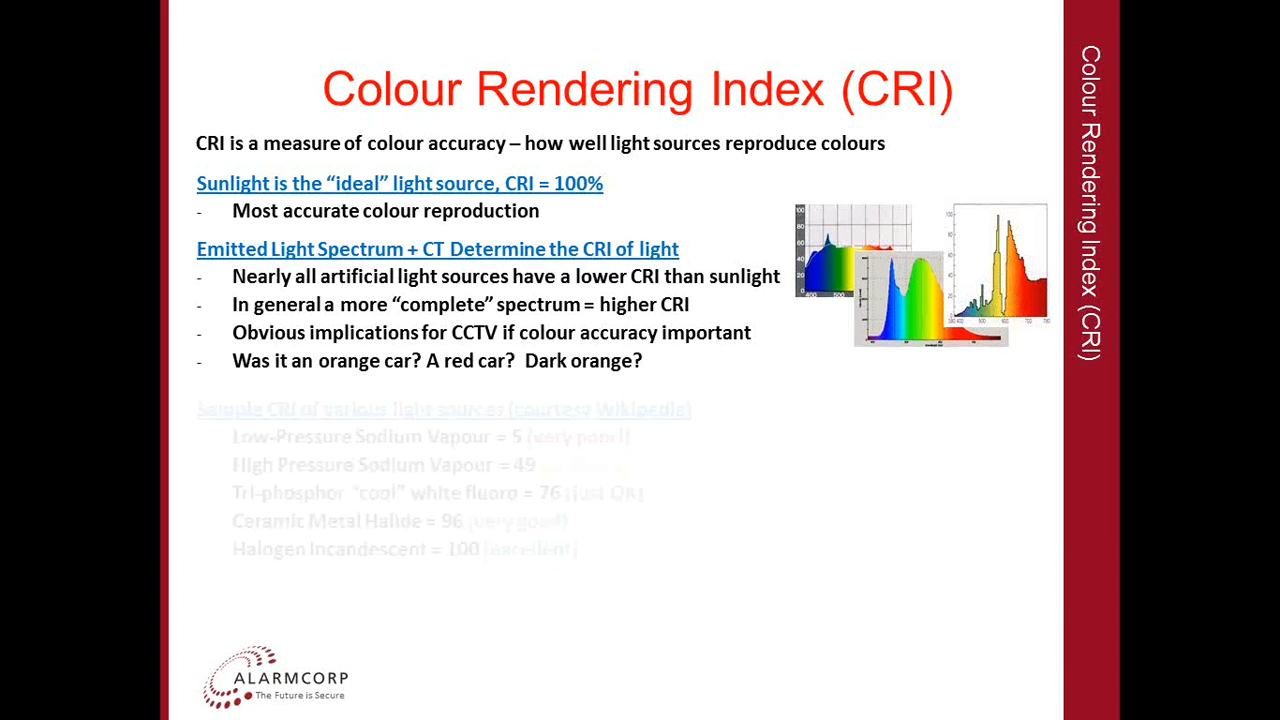 Colour Rendering Index (CRI)
CRI is a measure of colour accuracy – how well light sources reproduce colours
Sunlight is the “ideal” light source, CRI = 100%
- Most accurate colour reproduction
Emitted Light Spectrum + CT Determine the CRI of light
- Nearly all artificial light sources have a lower CRI than sunlight
- In general a more “complete” spectrum = higher CRI
- Obvious implications for CCTV if colour accuracy important
- Was it an orange car? A red car? Dark orange?
Sample CRI of various light sources (courtesy Wikipedia)
Low-Pressure Sodium Vapour = 5 (very poor!)
High Pressure Sodium Vapour = 49
Tri-phosphor “cool” white fluoro = 76 (just OK)
Ceramic Metal Halide = 96 (very good)
Halogen Incandescent = 100 (excellent)
ALARMCORP
The Future is Secure
Colour Rendering Index (CRI)